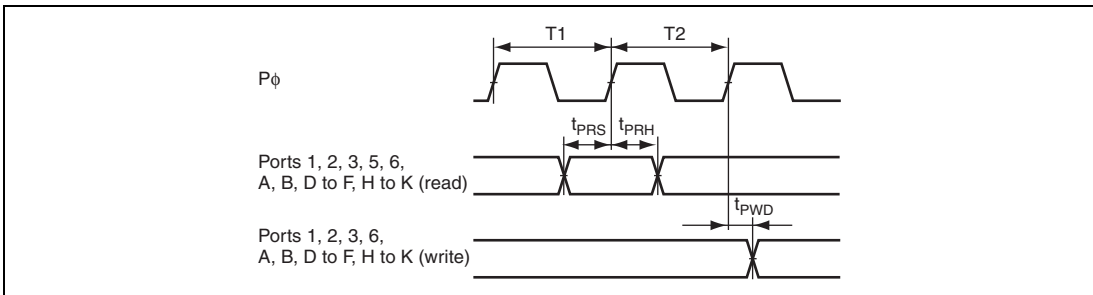 T1 T2
Pϕ
tPRS tPRH
Ports 1, 2, 3, 5, 6,
A, B, D to F, H to K (read)
tPWD
Ports 1, 2, 3, 6,
A, B, D to F, H to K (write)